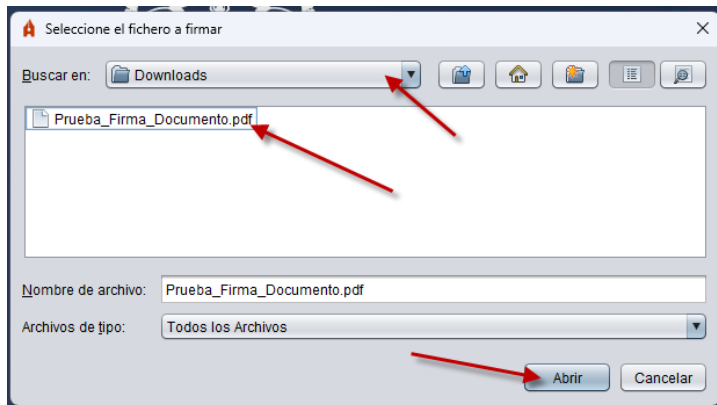 Seleccione el fichero a firmar
Buscar en: Downloads
Prueba_Firma_Documento.pdf
Nombre de archivo: Prueba_Firma_Documento.pdf
Archivos de tipo: Todos los Archivos
Abrir Cancelar